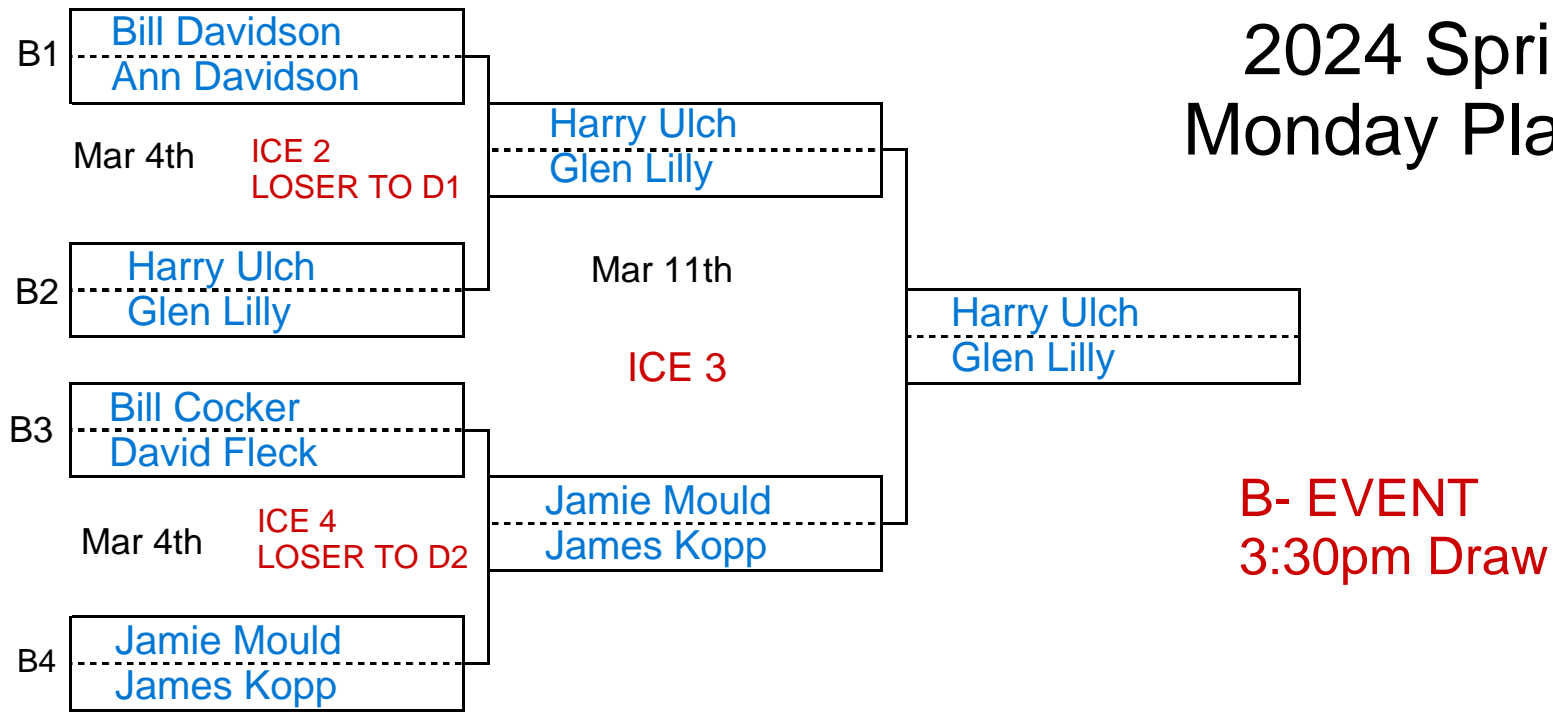 2024 Spri
Monday Pla
B1
Bill Davidson
Ann Davidson
Mar 4th
ICE 2
LOSER TO D1
B2
Harry Ulch
Glen Lilly
B3
Bill Cocker
David Fleck
Mar 4th
ICE 4
LOSER TO D2
B4
Jamie Mould
James Kopp
Harry Ulch
Glen Lilly
Mar 11th
ICE 3
Jamie Mould
James Kopp
Harry Ulch
Glen Lilly
B- EVENT
3:30pm Draw